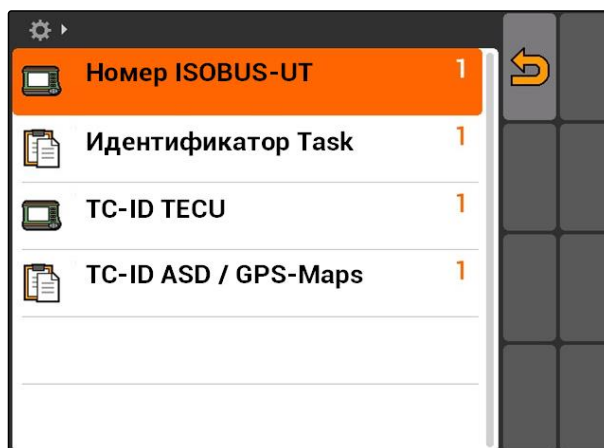 Номер ISOBUS-UT 1
Идентификатор Task 1
TC-ID TECU 1
TC-ID ASD / GPS-Maps 1